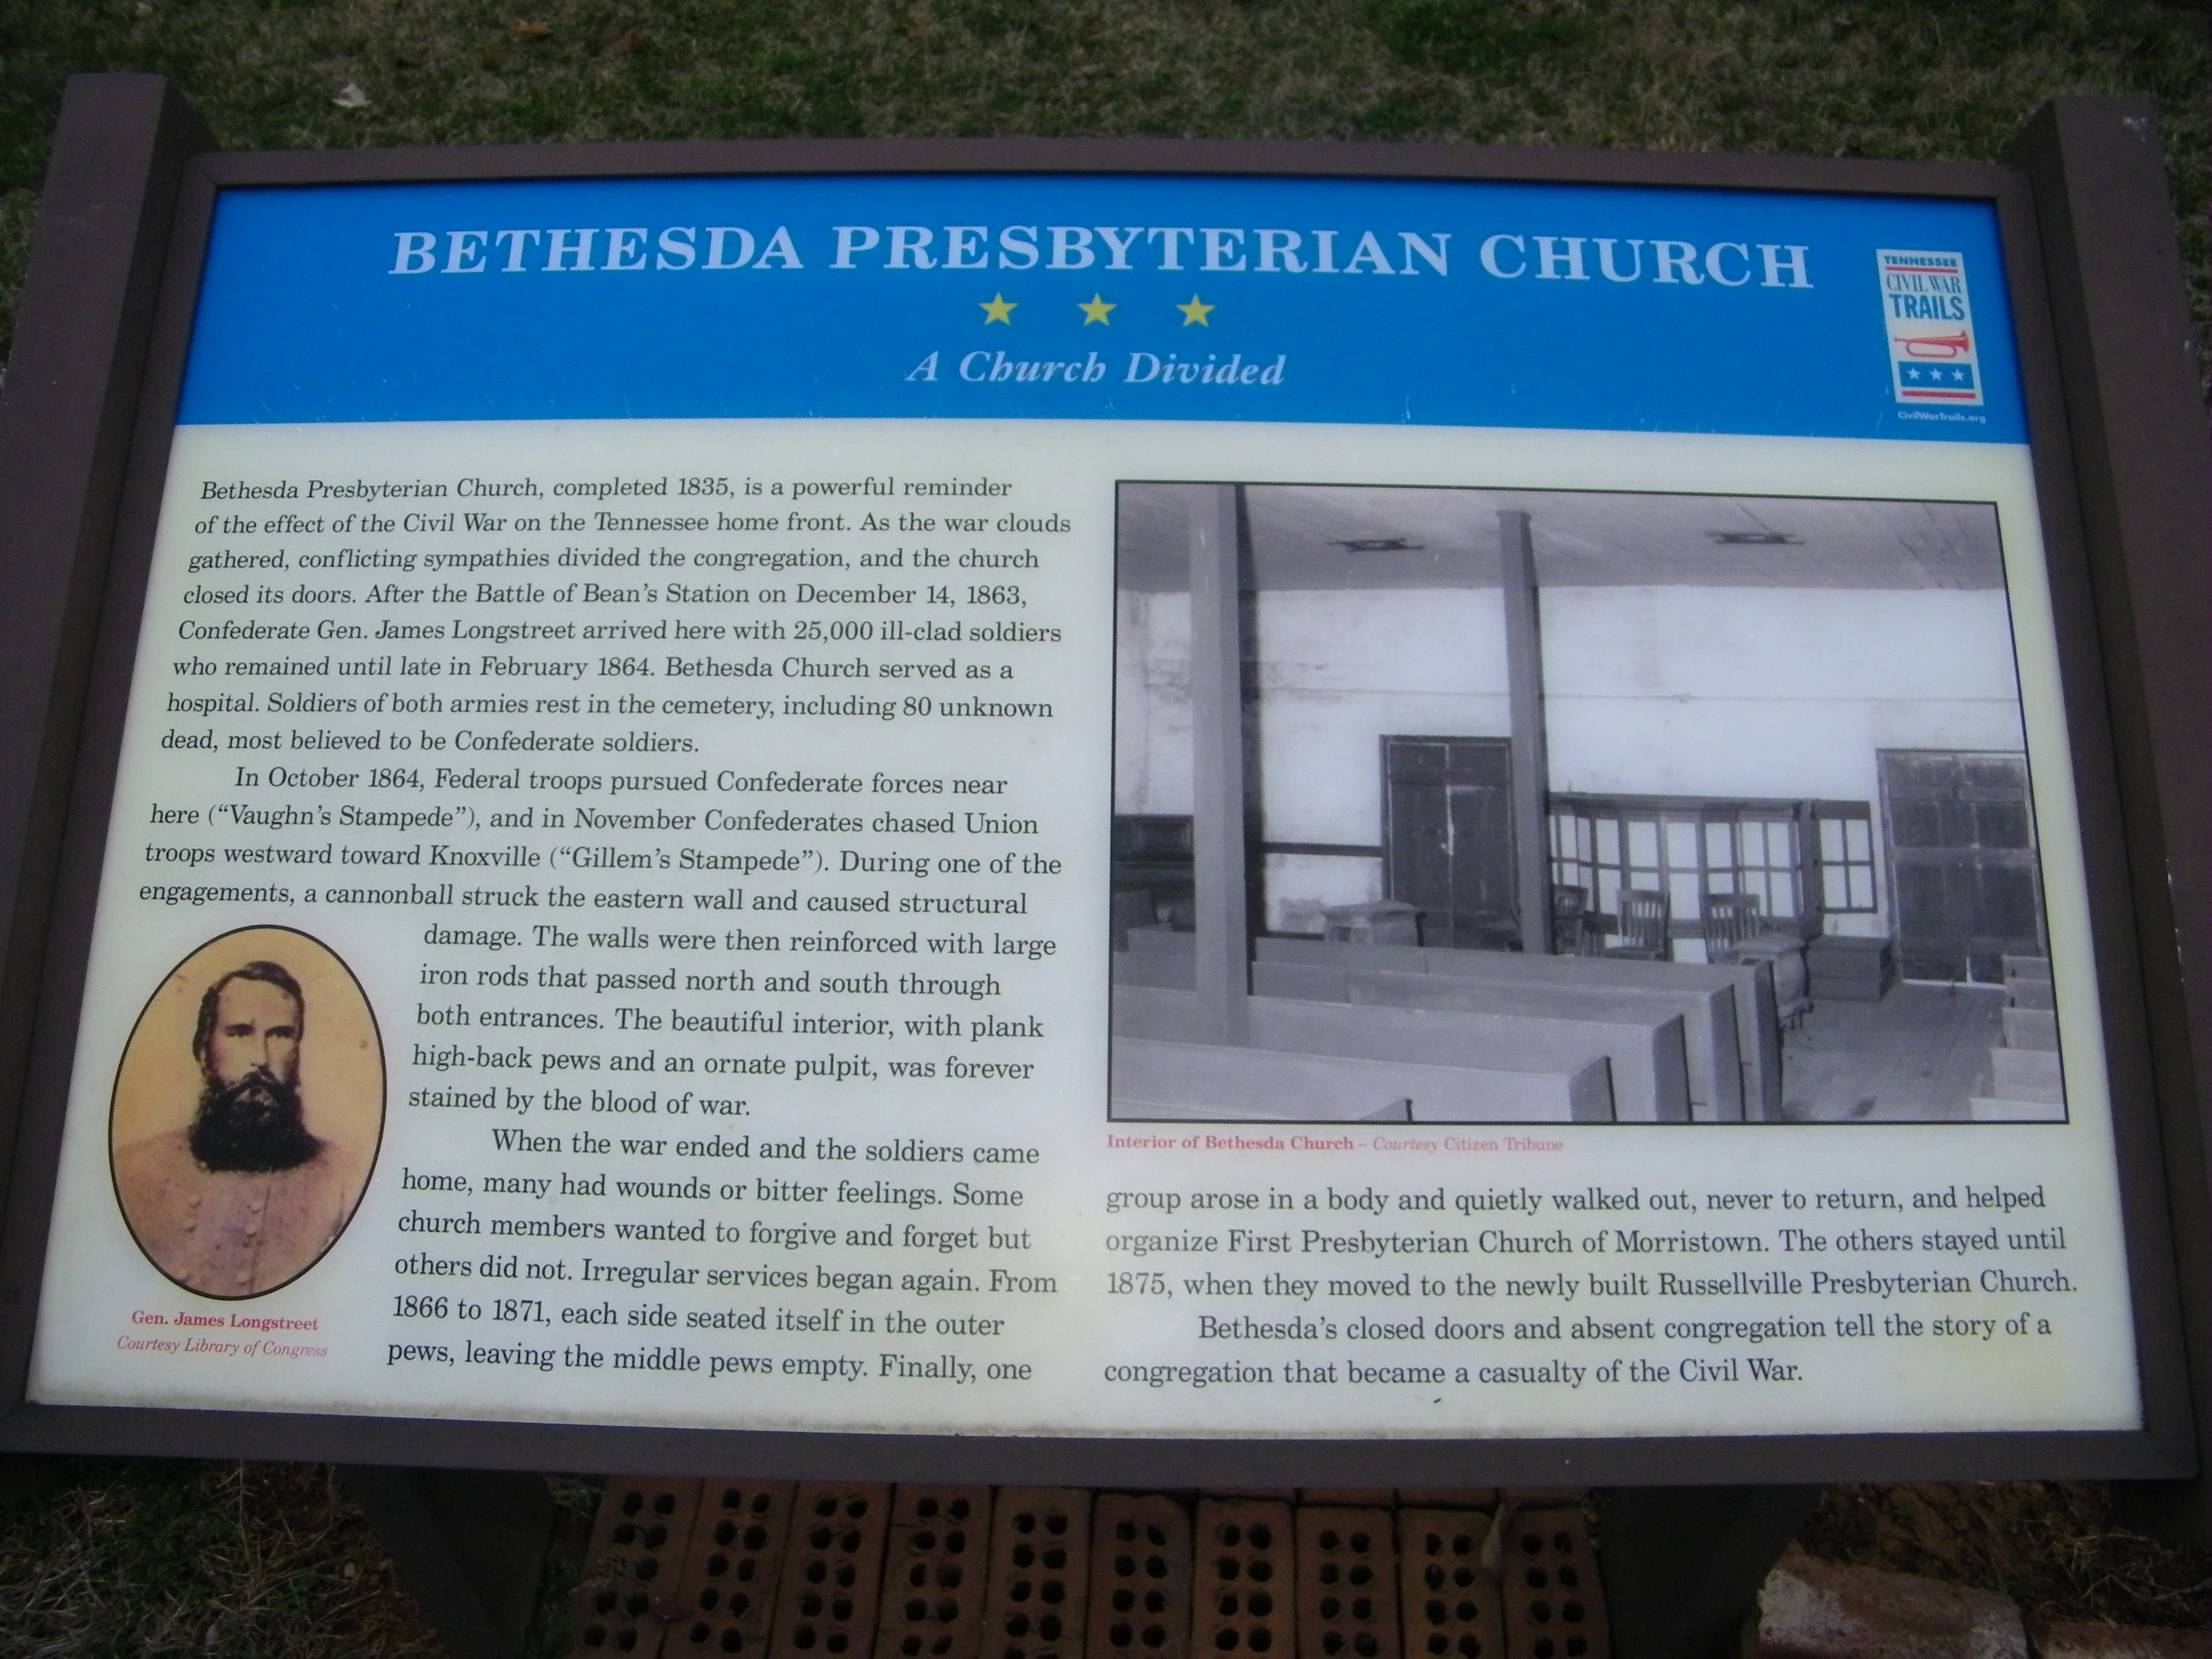 BETHESDA PRESBYTERIAN CHURCH
A Church Divided
TENNESSEE
CIVIL WAR
TRAILS
CivilWarTrails.org
Bethesda Presbyterian Church, completed 1835, is a powerful reminder
of the effect of the Civil War on the Tennessee home front. As the war clouds
gathered, conflicting sympathies divided the congregation, and the church
closed its doors. After the Battle of Bean's Station on December 14, 1863,
Confederate Gen. James Longstreet arrived here with 25,000 ill-clad soldiers
who remained until late in February 1864. Bethesda Church served as a
hospital. Soldiers of both armies rest in the cemetery, including 80 unknown
dead, most believed to be Confederate soldiers.
In October 1864, Federal troops pursued Confederate forces near
here (“Vaughn's Stampede”), and in November Confederates chased Union
troops westward toward Knoxville (“Gillem's Stampede”). During one of the
engagements, a cannonball struck the eastern wall and caused structural
damage. The walls were then reinforced with large
iron rods that passed north and south through
both entrances. The beautiful interior, with plank
high-back pews and an ornate pulpit, was forever
stained by the blood of war.
When the war ended and the soldiers came
home, many had wounds or bitter feelings. Some
church members wanted to forgive and forget but
others did not. Irregular services began again. From
1866 to 1871, each side seated itself in the outer
pews, leaving the middle pews empty. Finally, one
Gen. James Longstreet
Courtesy Library of Congress
Interior of Bethesda Church – Courtesy Citizen Tribune
group arose in a body and quietly walked out, never to return, and helped
organize First Presbyterian Church of Morristown. The others stayed until
1875, when they moved to the newly built Russellville Presbyterian Church.
Bethesda's closed doors and absent congregation tell the story of a
congregation that became a casualty of the Civil War.